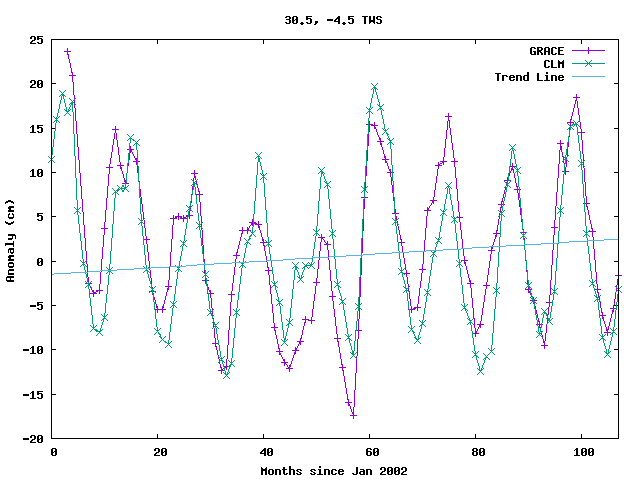 30.5, -4.5 TWS
GRACE
CLM
Trend Line
25
20
15
10
5
0
-5
-10
-15
-20
Anomaly (cm)
0 20 40 60 80 100
Months since Jan 2002